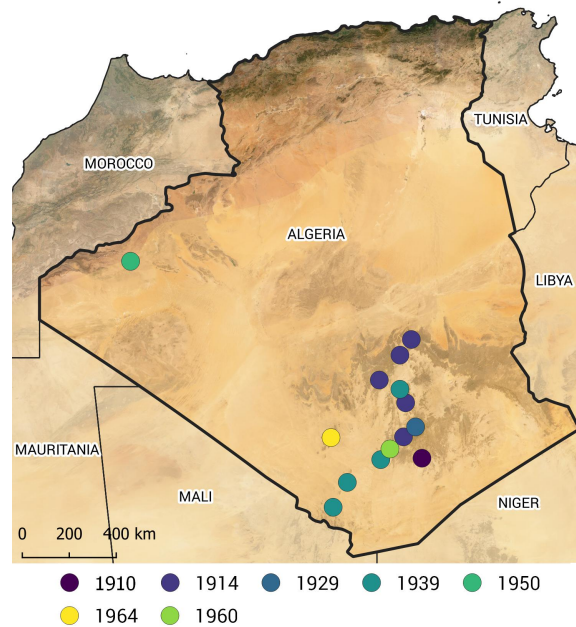 TUNISIA
MOROCCO
ALGERIA
LIBYA
MAURITANIA
MALI
NIGER
0 200 400 km
1910 1914 1929 1939 1950
1964 1960